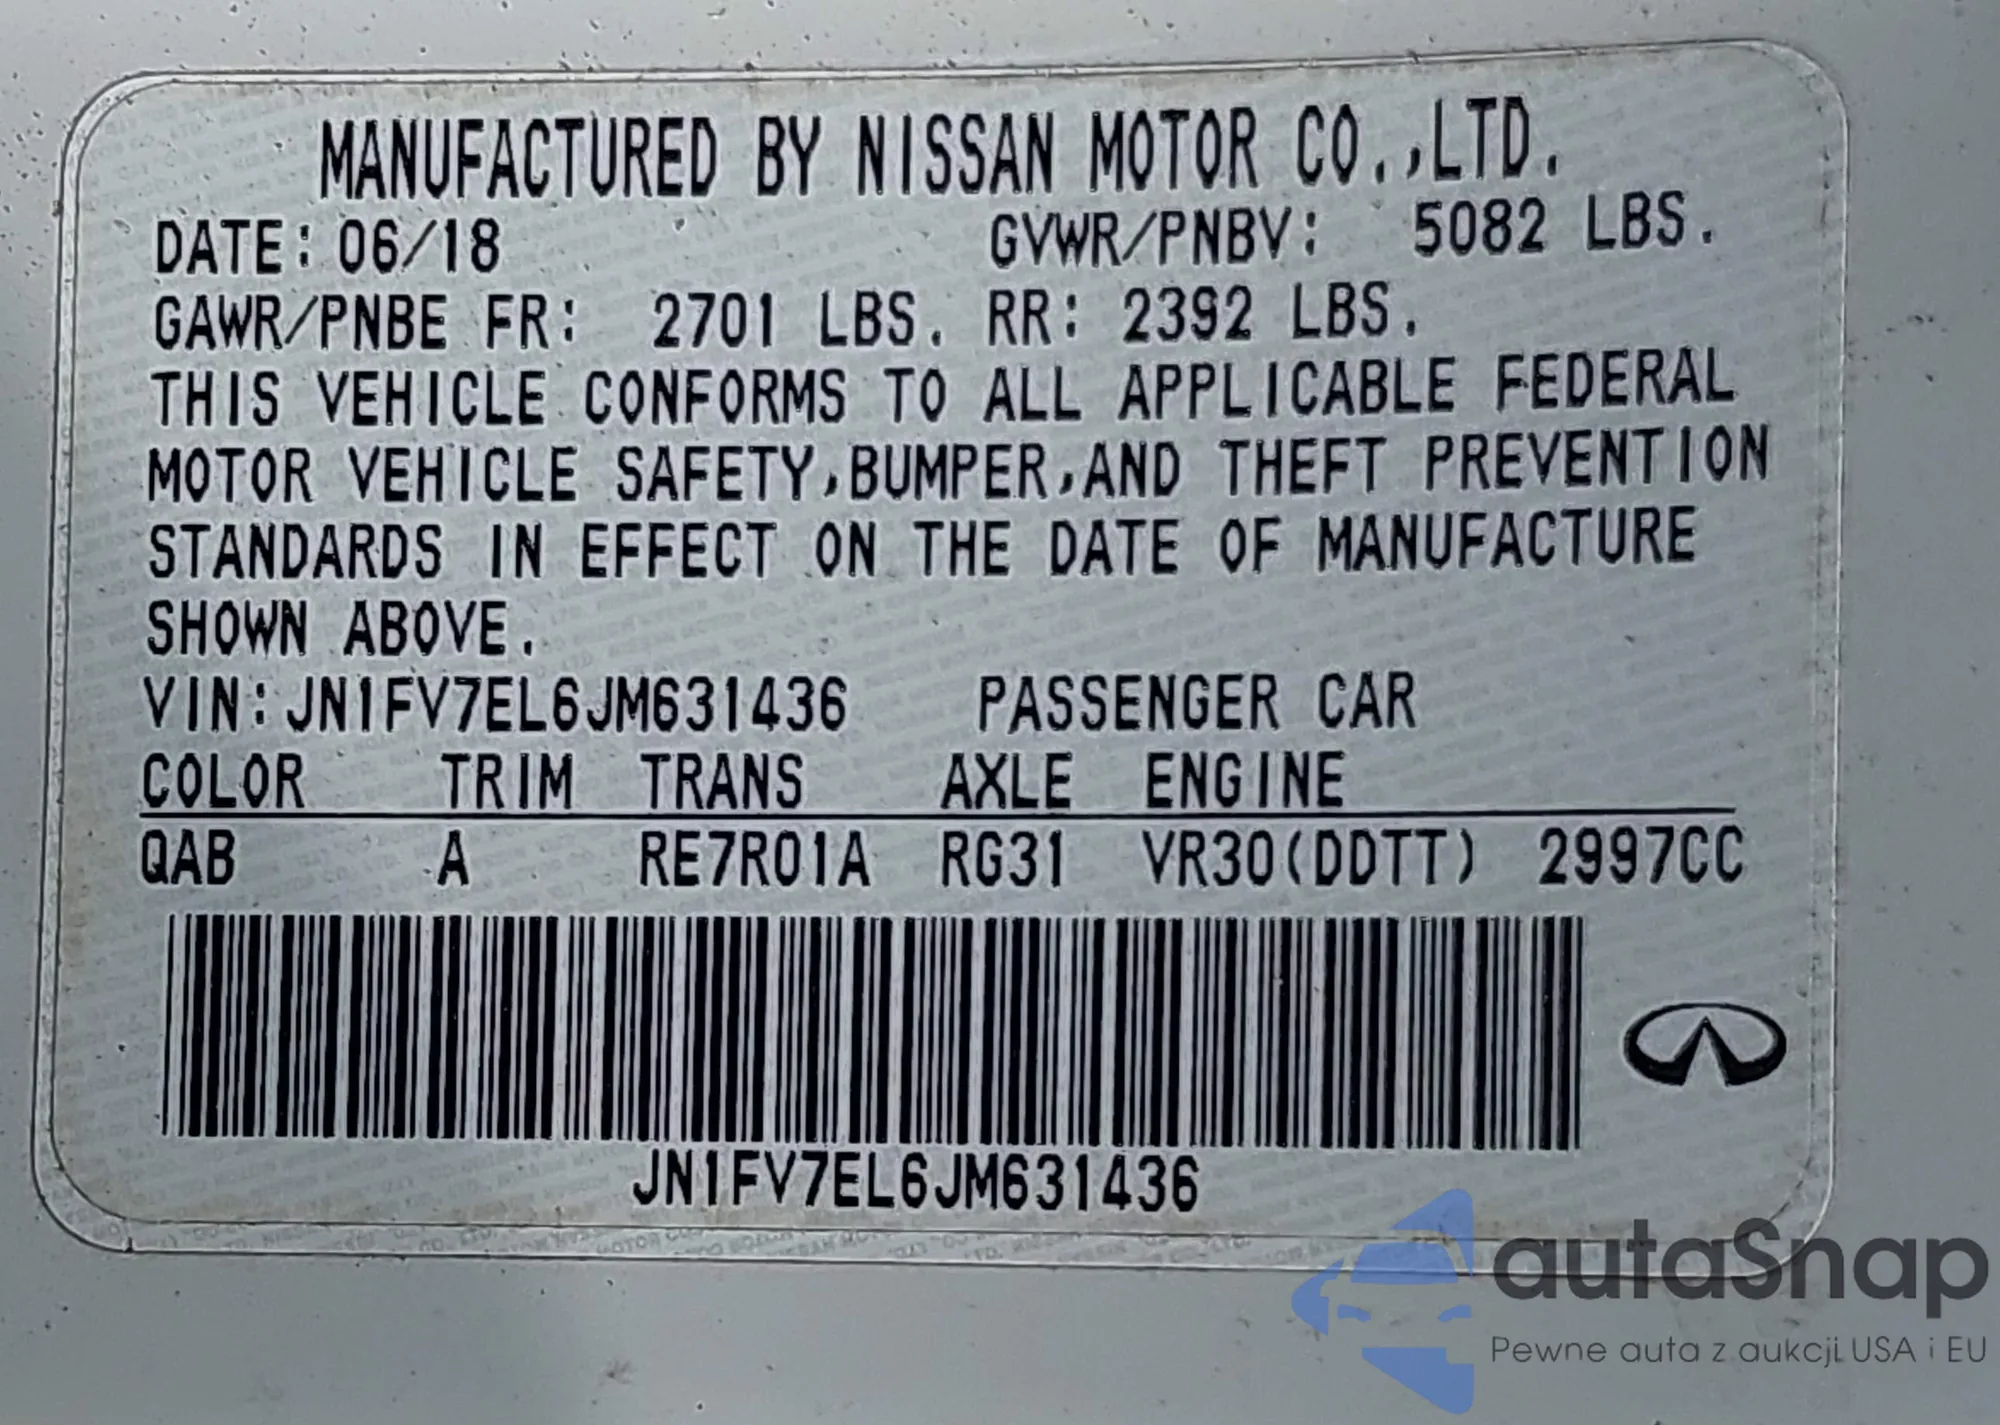 MANUFACTURED BY NISSAN MOTOR CO.,LTD.
DATE: 06/18 GVWR/PNBV: 5082 LBS.
GAWR/PNBE FR: 2701 LBS. RR: 2392 LBS.
THIS VEHICLE CONFORMS TO ALL APPLICABLE FEDERAL
MOTOR VEHICLE SAFETY,BUMPER,AND THEFT PREVENTION
STANDARDS IN EFFECT ON THE DATE OF MANUFACTURE
SHOWN ABOVE.
VIN:JN1FV7EL6JM631436 PASSENGER CAR
COLOR TRIM TRANS AXLE ENGINE
QAB A RE7R01A RG31 VR30(DDTT) 2997CC
JN1FV7EL6JM631436
autaSnap
Pewne auta z aukcji USA i EU